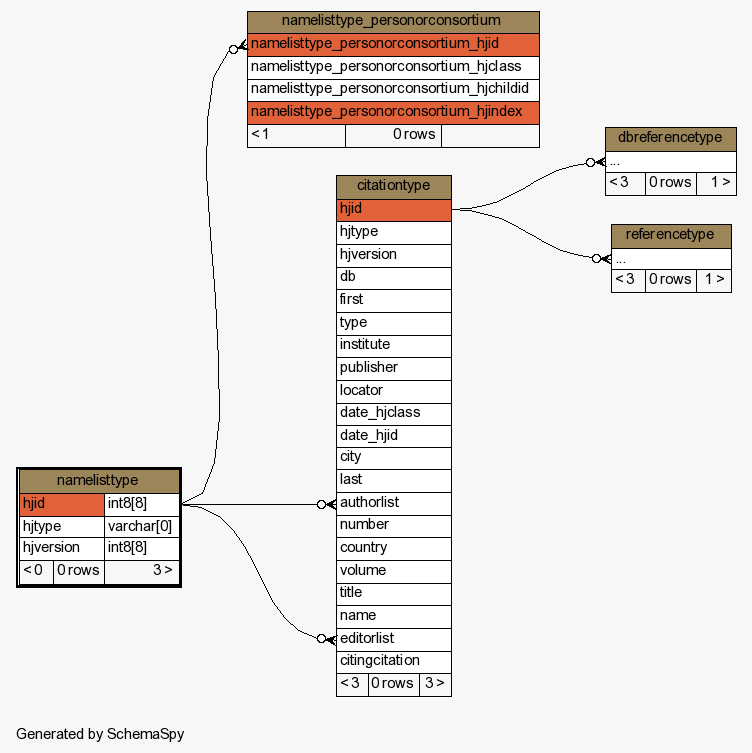 namelisttype_personorconsortium
namelisttype_personorconsortium_hjid
namelisttype_personorconsortium_hjclass
namelisttype_personorconsortium_hjchildid
namelisttype_personorconsortium_hjindex
< 1 0 rows
dbreferencetype
...
< 3 0 rows 1 >
referencetype
...
< 3 0 rows 1 >
citationtype
hjid
hjtype
hjversion
db
first
type
institute
publisher
locator
date_hjclass
date_hjid
city
last
authorlist
number
country
volume
title
name
editorlist
citingcitation
< 3 0 rows 3 >
namelisttype
hjid int8[8]
hjtype varchar[0]
hjversion int8[8]
< 0 0 rows 3 >
Generated by SchemaSpy